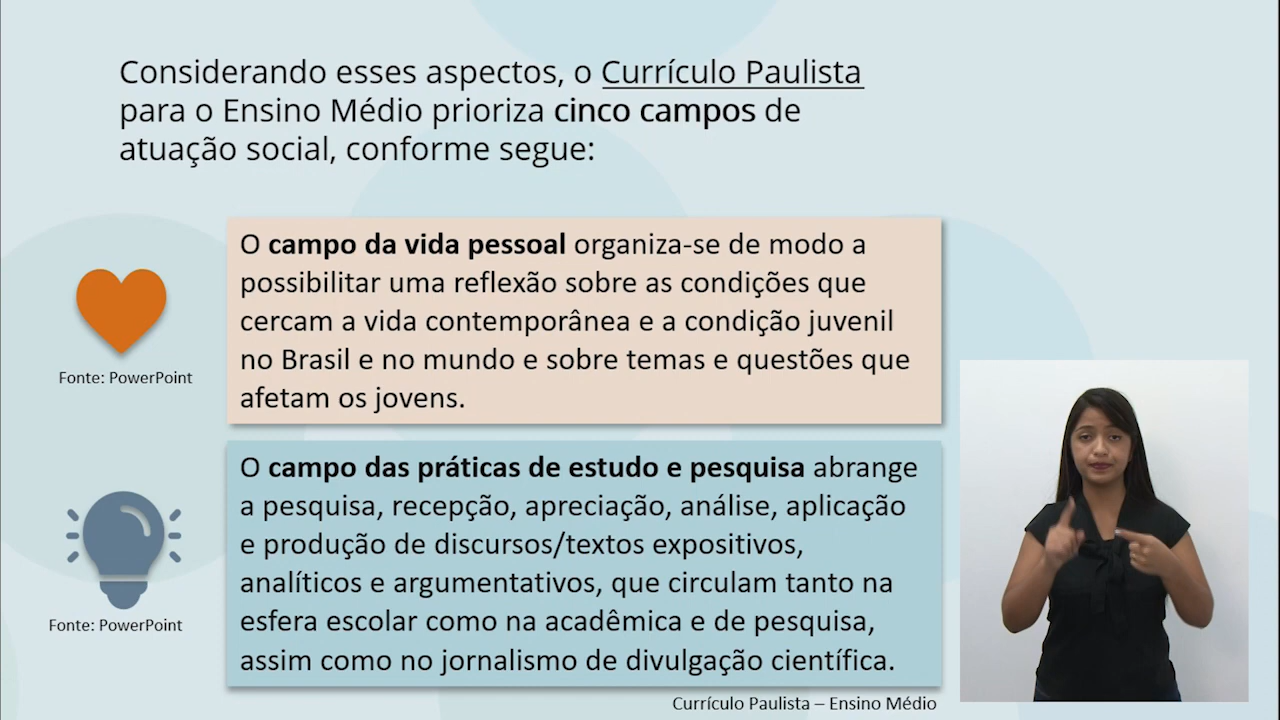 Considerando esses aspectos, o Currículo Paulista
para o Ensino Médio prioriza cinco campos de
atuação social, conforme segue:
O campo da vida pessoal organiza-se de modo a
possibilitar uma reflexão sobre as condições que
cercam a vida contemporânea e a condição juvenil
no Brasil e no mundo e sobre temas e questões que
afetam os jovens.
Fonte: PowerPoint
O campo das práticas de estudo e pesquisa abrange
a pesquisa, recepção, apreciação, análise, aplicação
e produção de discursos/textos expositivos,
analíticos e argumentativos, que circulam tanto na
esfera escolar como na acadêmica e de pesquisa,
assim como no jornalismo de divulgação científica.
Fonte: PowerPoint
Currículo Paulista – Ensino Médio